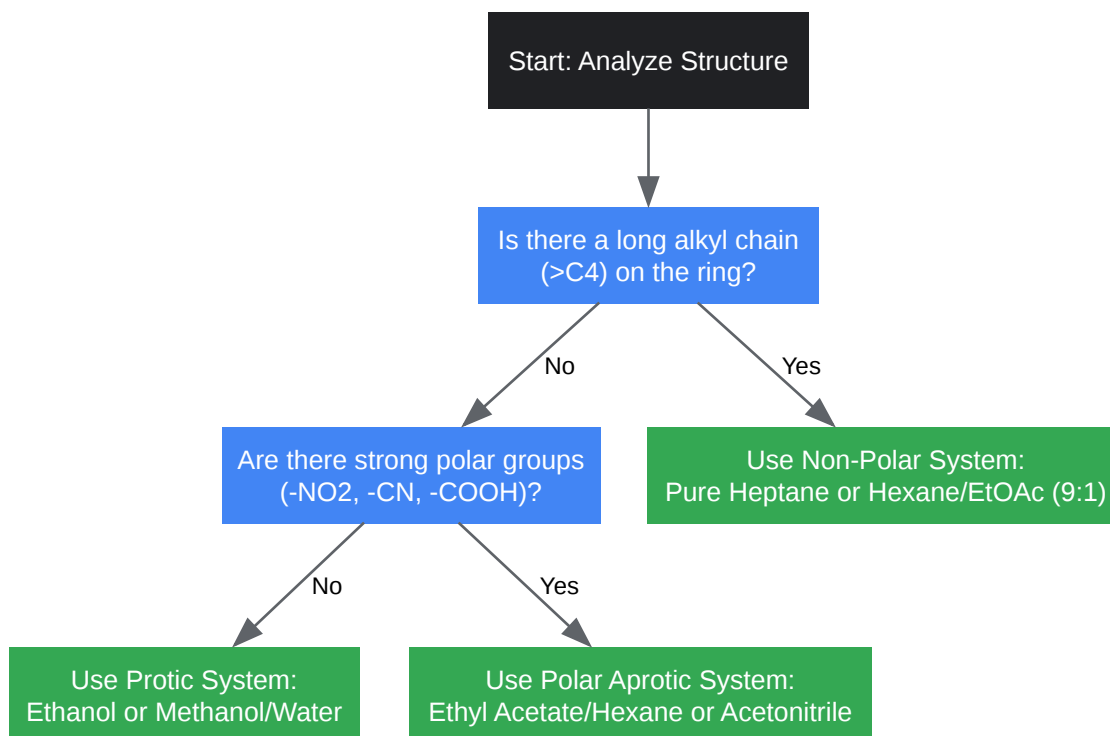 Start: Analyze Structure
Is there a long alkyl chain
(>C4) on the ring?
No
Yes
Are there strong polar groups
(-NO2, -CN, -COOH)?
Use Non-Polar System:
Pure Heptane or Hexane/EtOAc (9:1)
No
Yes
Use Protic System:
Ethanol or Methanol/Water
Use Polar Aprotic System:
Ethyl Acetate/Hexane or Acetonitrile